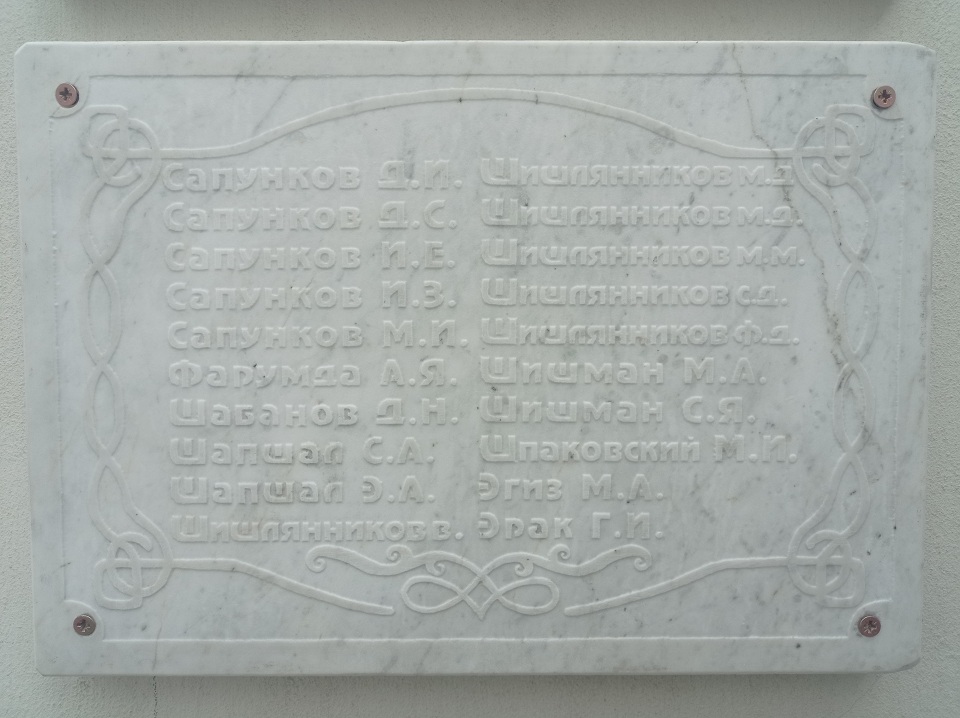 Сапунков Д.И.
Сапунков Д.С.
Сапунков И.Е.
Сапунков И.З.
Сапунков М.И.
Фарумда А.Я.
Шабанов Д.Н.
Шапшал С.А.
Шапшал Э.А.
Шишлянников В.
Шишлянников М.Д.
Шишлянников М.Д.
Шишлянников М.М.
Шишлянников С.Д.
Шишлянников Ф.Д.
Шишман М.А.
Шишман С.Я.
Шпаковский М.И.
Эгиз М.А.
Эрак Г.И.